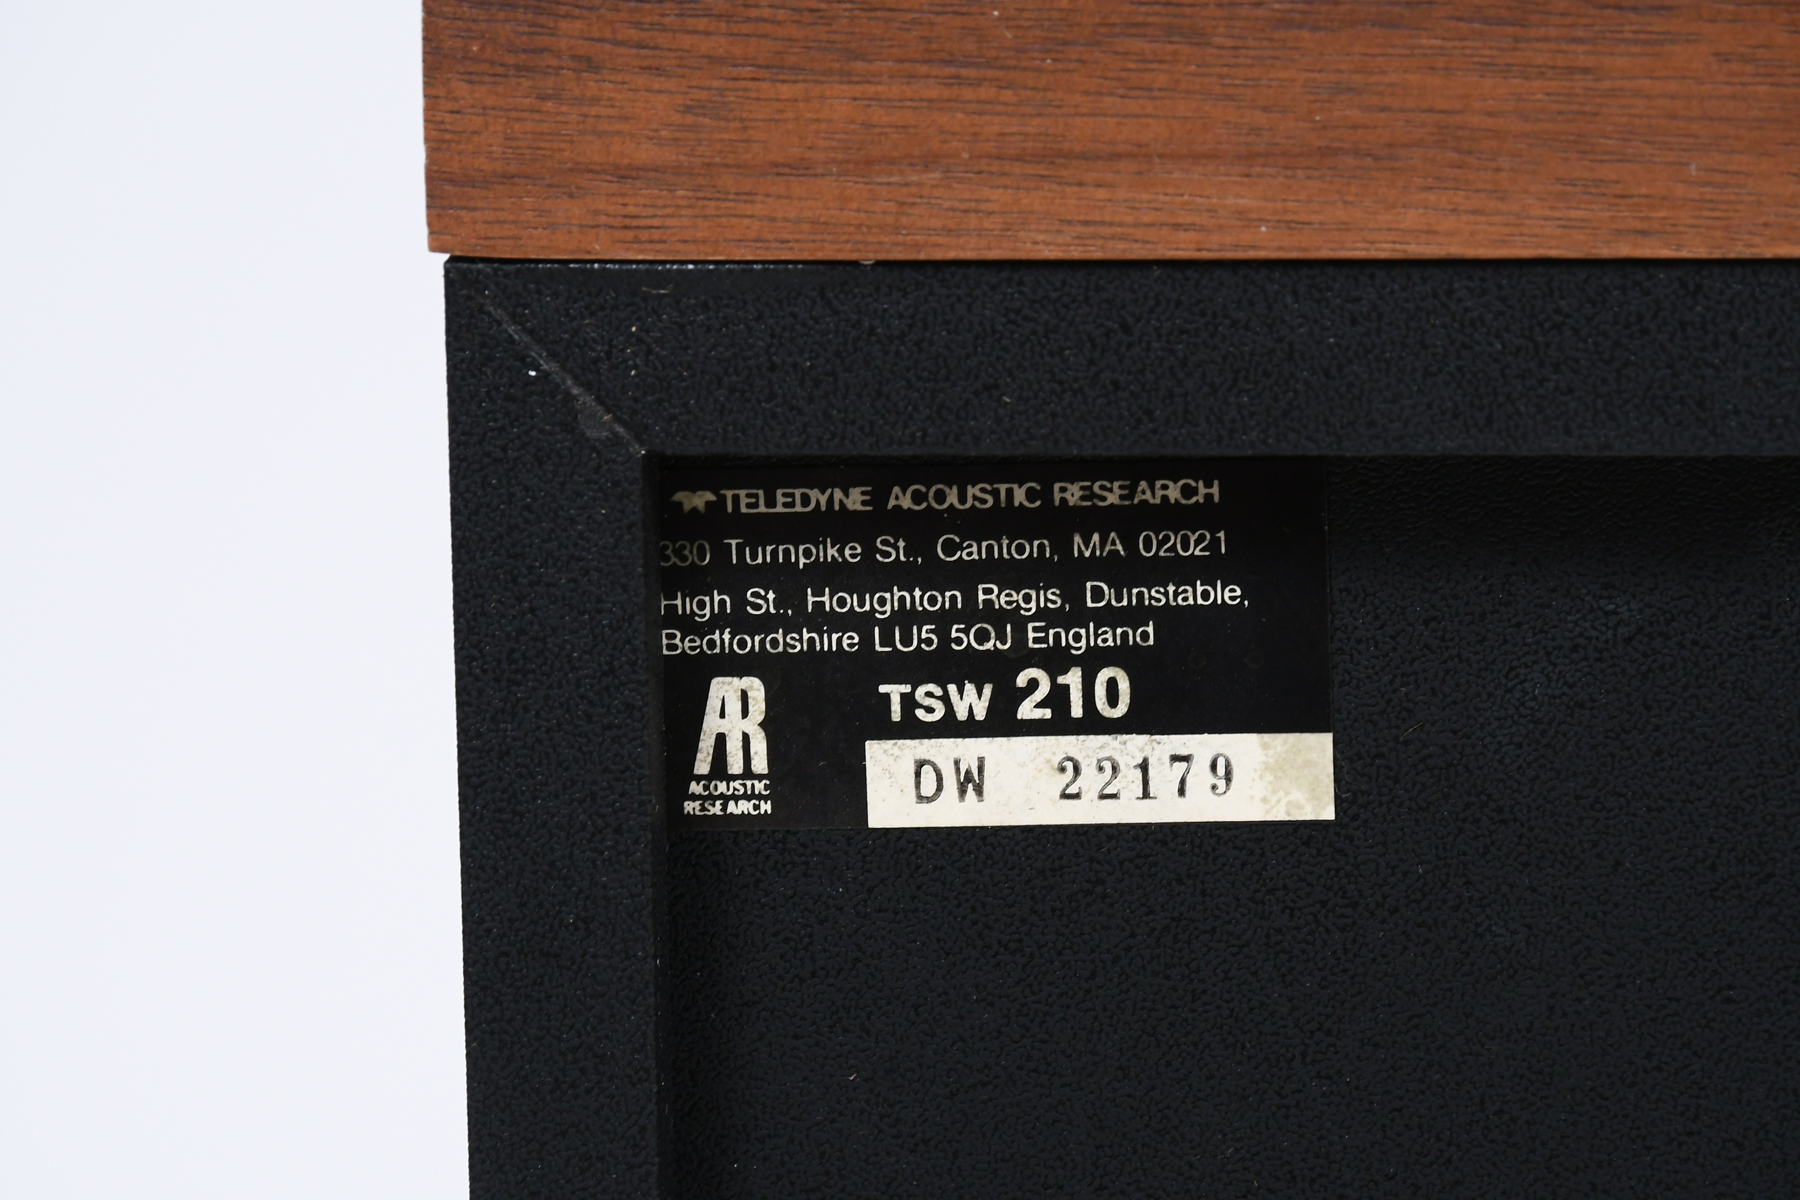 TELEDYNE ACOUSTIC RESEARCH
330 Turnpike St., Canton, MA 02021
High St., Houghton Regis, Dunstable,
Bedfordshire LU5 5QJ England
TSW 210
DW 22179
AR
ACOUSTIC
RESEARCH